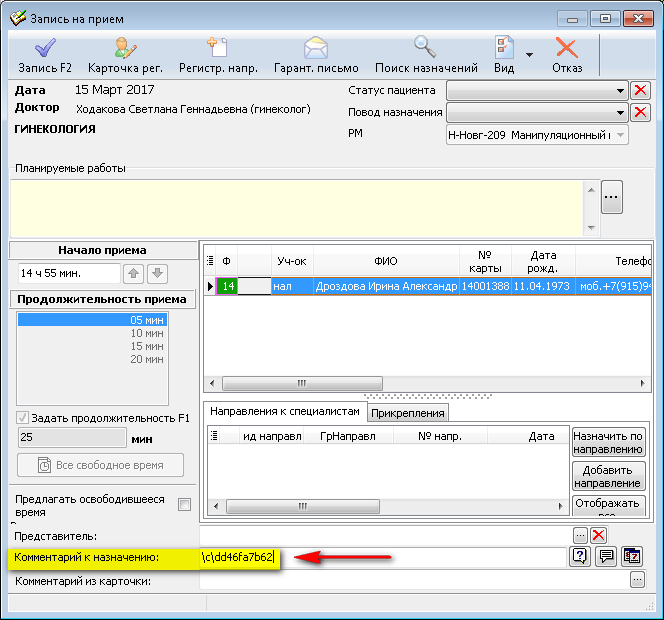 Запись на прием
Запись F2 Карточка рег. Регистр. напр. Гарант. письмо Поиск назначений Вид Отказ
Дата 15 Март 2017
Статус пациента
Доктор Ходакова Светлана Геннадьевна (гинеколог)
Повод назначения
ГИНЕКОЛОГИЯ
РМ Н-Новг-209 Манипуляционный г
Планируемые работы
...
Начало приема
14 ч 55 мин.
Продолжительность приема
05 мин
10 мин
15 мин
20 мин
Задать продолжительность F1
25 мин
Все свободное время
Предлагать освободившееся
время
Ф Уч-ок ФИО № карты Дата рожд. Телефо
14 нал Дроздова Ирина Александр 14001388 11.04.1973 моб.+7(915)94
Направления к специалистам Прикрепления
ид направл ГрНаправл № напр. Дата
Назначить по
направлению
Добавить
направление
Отображать
Представитель: ...
Комментарий к назначению: \c\dd46fa7b62
Комментарий из карточки: ...